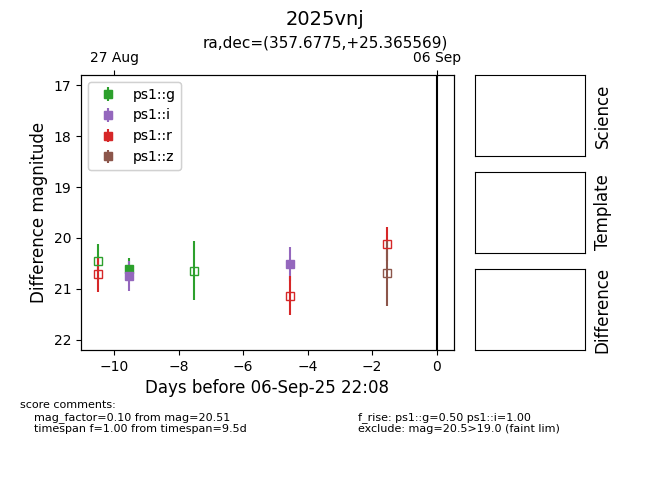 2025vnj
ra,dec=(357.6775,+25.365569)
27 Aug
06 Sep
ps1::g
ps1::i
ps1::r
ps1::z
17
18
19
20
21
22
Difference magnitude
−10
−8
−6
−4
−2
0
Days before 06-Sep-25 22:08
Science
Template
Difference
score comments:
mag_factor=0.10 from mag=20.51
timespan f=1.00 from timespan=9.5d
f_rise: ps1::g=0.50 ps1::i=1.00
exclude: mag=20.5>19.0 (faint lim)